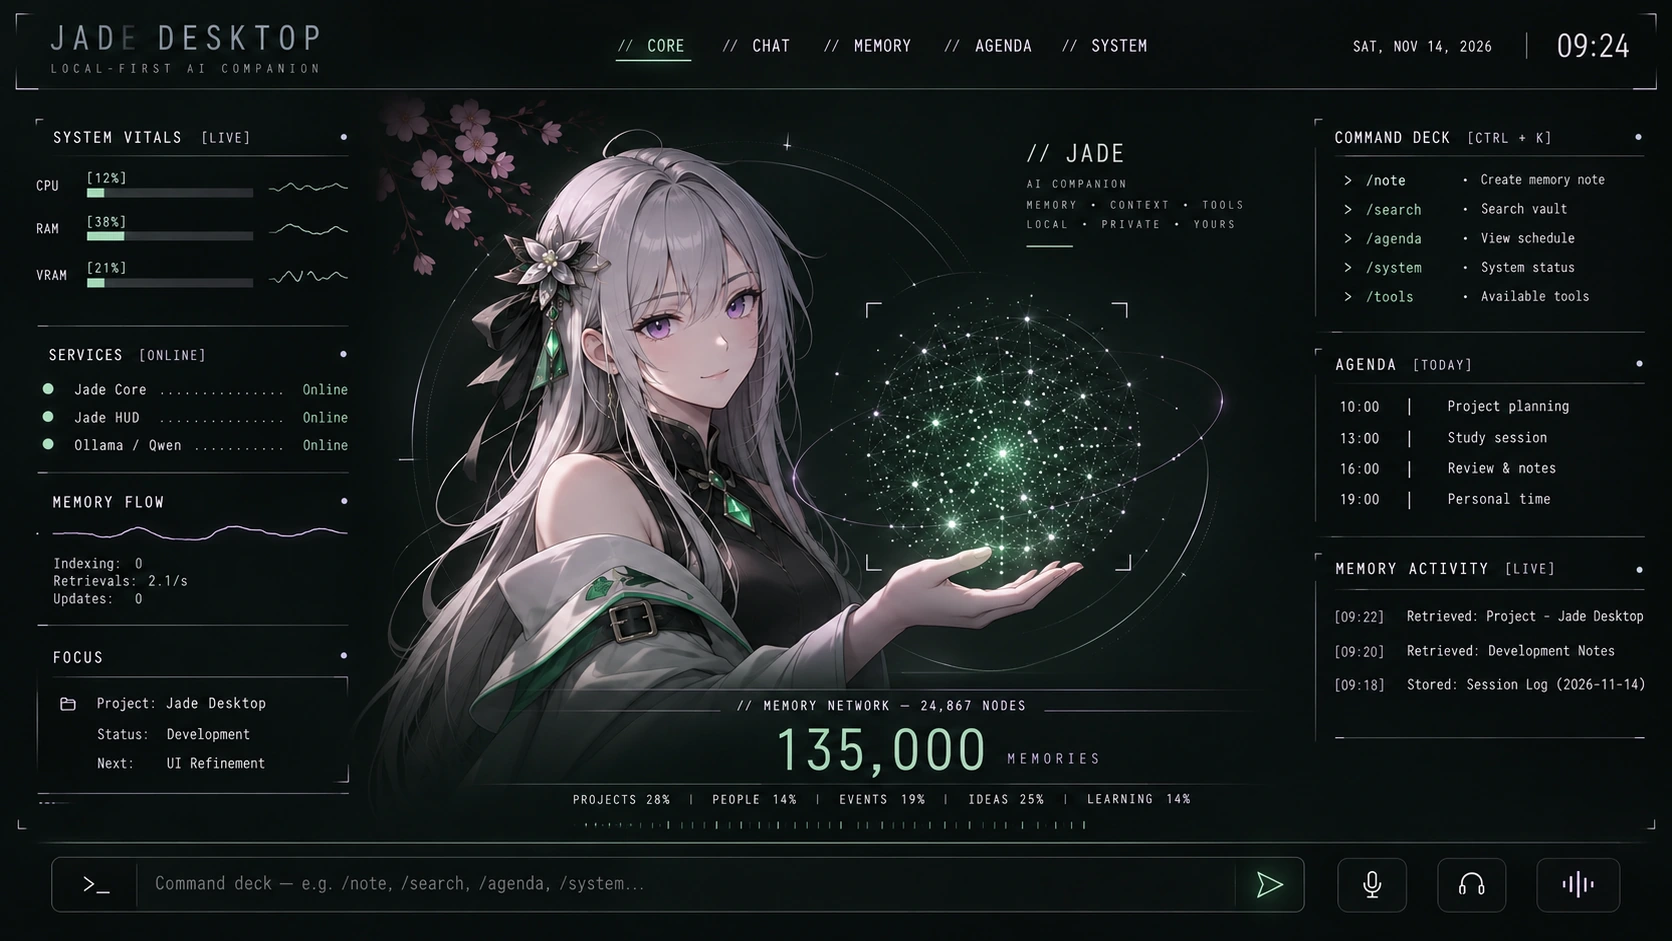 JADE DESKTOP
LOCAL-FIRST AI COMPANION
// CORE // CHAT // MEMORY // AGENDA // SYSTEM
SAT, NOV 14, 2026
09:24
SYSTEM VITALS [LIVE]
CPU [12%]
RAM [38%]
VRAM [21%]
SERVICES [ONLINE]
Jade Core ............... Online
Jade HUD ............... Online
Ollama / Qwen ........... Online
MEMORY FLOW
Indexing: 0
Retrievals: 2.1/s
Updates: 0
FOCUS
Project: Jade Desktop
Status: Development
Next: UI Refinement
// JADE
AI COMPANION
MEMORY • CONTEXT • TOOLS
LOCAL • PRIVATE • YOURS
// MEMORY NETWORK — 24,867 NODES
135,000 MEMORIES
PROJECTS 28% | PEOPLE 14% | EVENTS 19% | IDEAS 25% | LEARNING 14%
COMMAND DECK [CTRL + K]
> /note • Create memory note
> /search • Search vault
> /agenda • View schedule
> /system • System status
> /tools • Available tools
AGENDA [TODAY]
10:00 | Project planning
13:00 | Study session
16:00 | Review & notes
19:00 | Personal time
MEMORY ACTIVITY [LIVE]
[09:22] Retrieved: Project - Jade Desktop
[09:20] Retrieved: Development Notes
[09:18] Stored: Session Log (2026-11-14)
>_ Command deck — e.g. /note, /search, /agenda, /system...